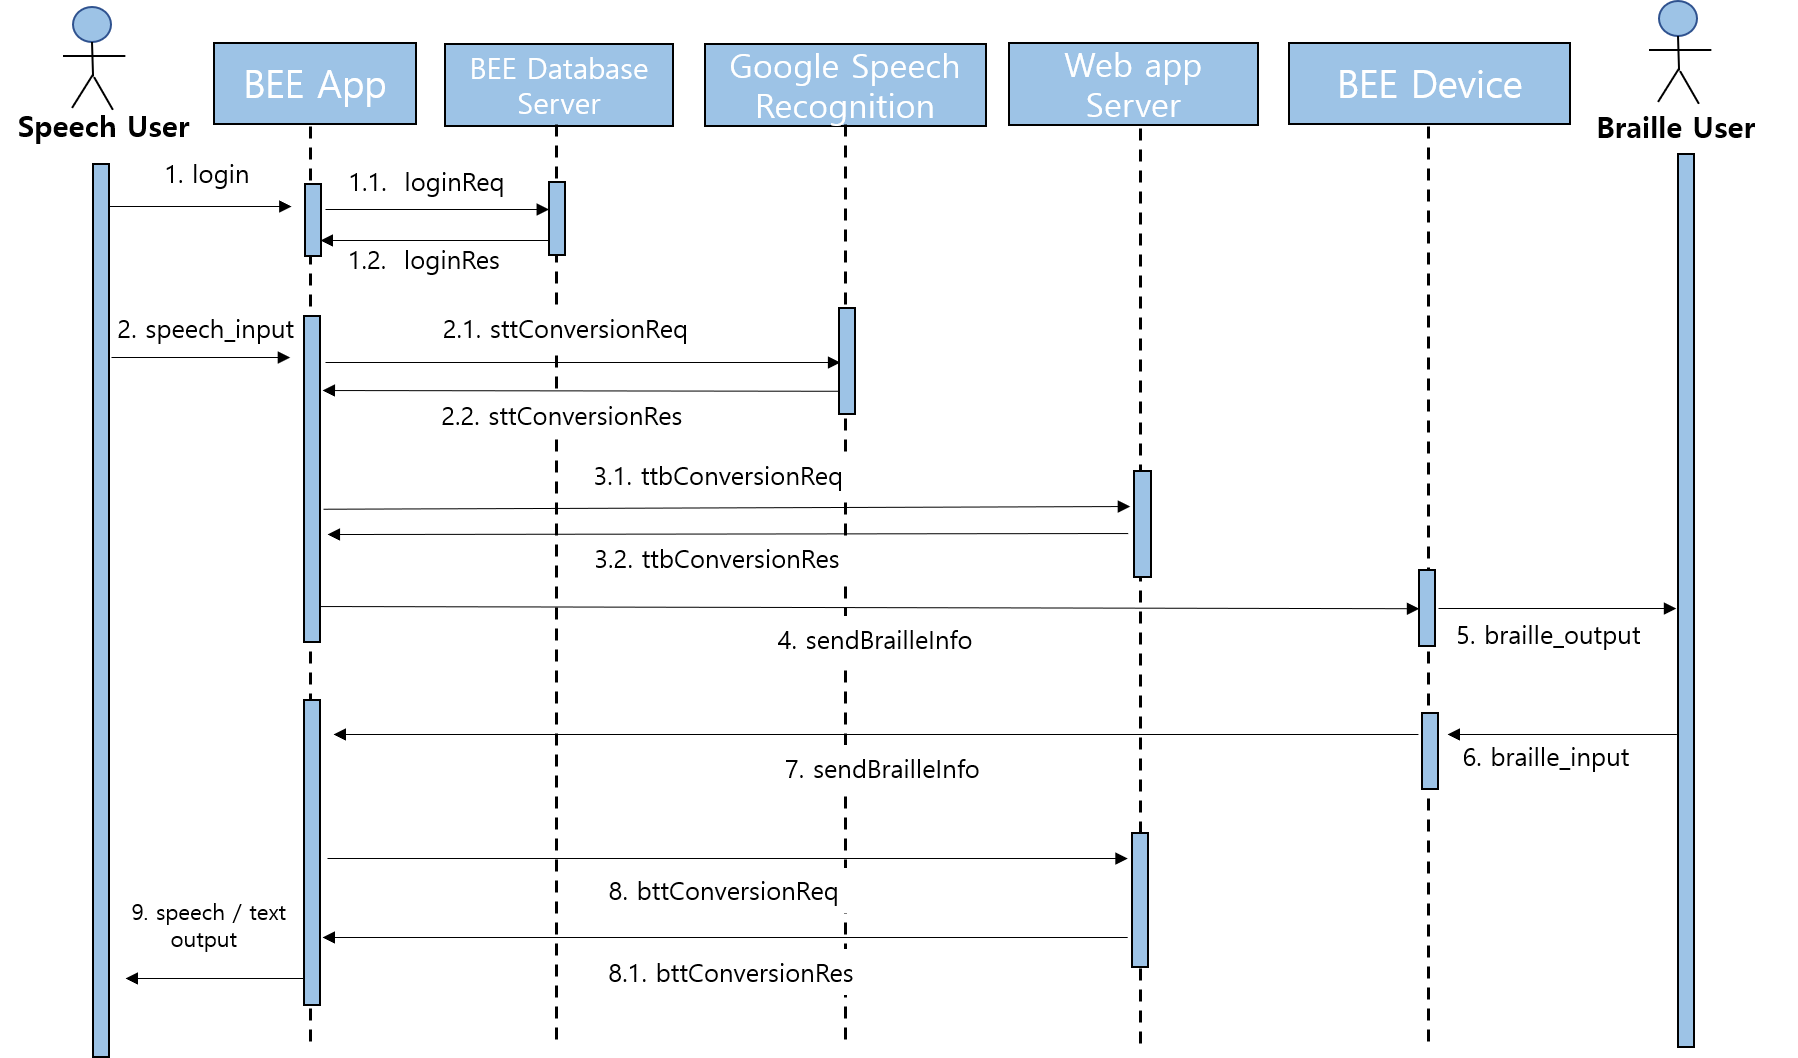 Speech User
BEE App
BEE Database
Server
Google Speech
Recognition
Web app
Server
BEE Device
Braille User
1. login
1.1. loginReq
1.2. loginRes
2. speech_input
2.1. sttConversionReq
2.2. sttConversionRes
3.1. ttbConversionReq
3.2. ttbConversionRes
4. sendBrailleInfo
5. braille_output
6. braille_input
7. sendBrailleInfo
8. bttConversionReq
8.1. bttConversionRes
9. speech / text
output